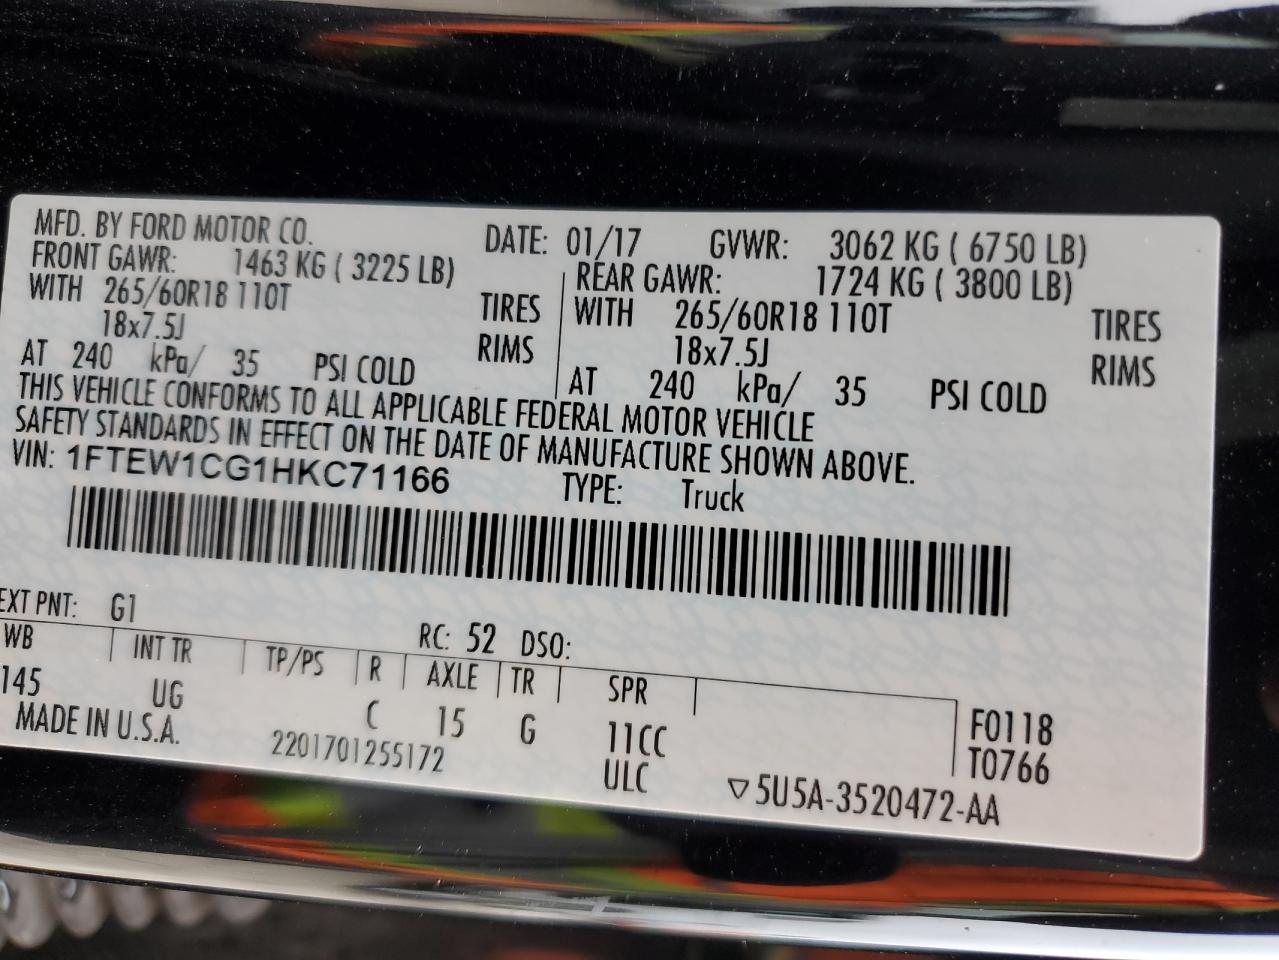 MFD. BY FORD MOTOR CO. DATE: 01/17 GVWR: 3062 KG ( 6750 LB)
FRONT GAWR: 1463 KG ( 3225 LB) REAR GAWR: 1724 KG ( 3800 LB)
WITH 265/60R18 110T TIRES WITH 265/60R18 110T TIRES
18x7.5J RIMS 18x7.5J RIMS
AT 240 kPa/ 35 PSI COLD AT 240 kPa/ 35 PSI COLD
THIS VEHICLE CONFORMS TO ALL APPLICABLE FEDERAL MOTOR VEHICLE
SAFETY STANDARDS IN EFFECT ON THE DATE OF MANUFACTURE SHOWN ABOVE.
VIN: 1FTEW1CG1HKC71166 TYPE: Truck
EXT PNT: G1 RC: 52 DSO:
WB INT TR TP/PS R AXLE TR SPR
145 UG C 15 G 11CC F0118
MADE IN U.S.A. 2201701255172 ULC T0766
▽5U5A-3520472-AA